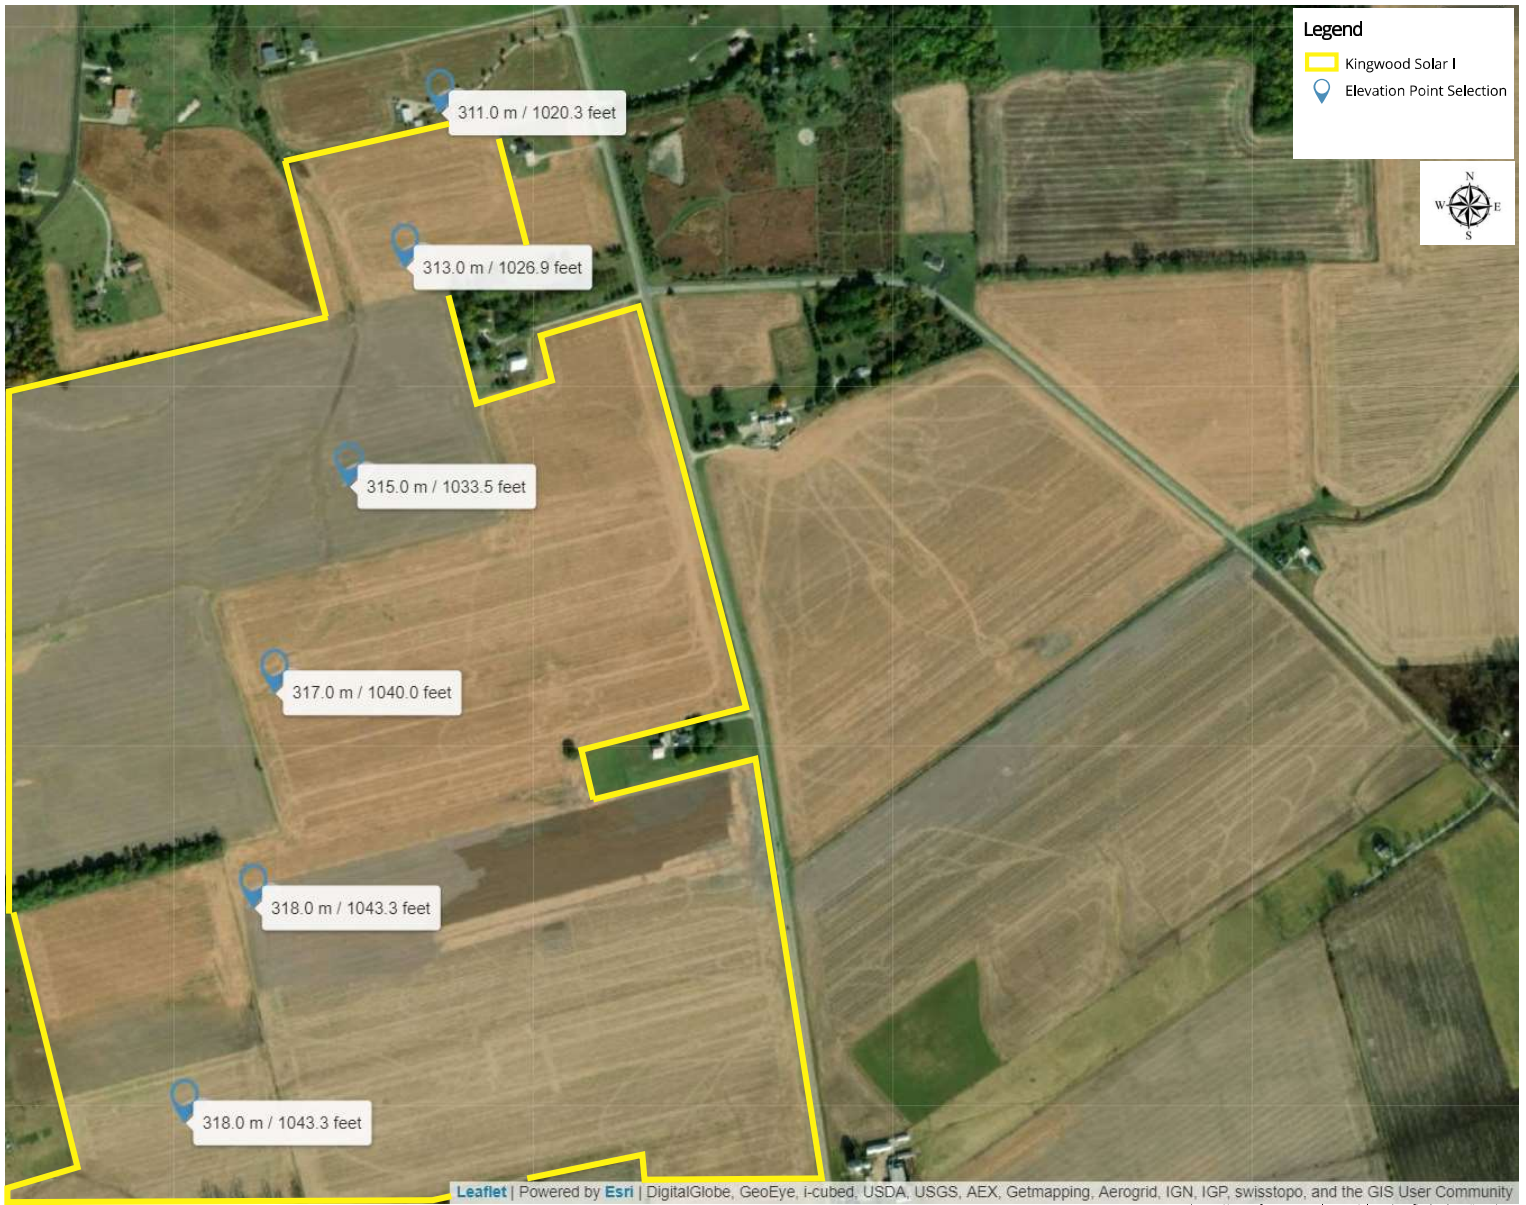 Legend
Kingwood Solar I
Elevation Point Selection
N
W E
S
311.0 m / 1020.3 feet
313.0 m / 1026.9 feet
315.0 m / 1033.5 feet
317.0 m / 1040.0 feet
318.0 m / 1043.3 feet
318.0 m / 1043.3 feet
Leaflet | Powered by Esri | DigitalGlobe, GeoEye, i-cubed, USDA, USGS, AEX, Getmapping, Aerogrid, IGN, IGP, swisstopo, and the GIS User Community